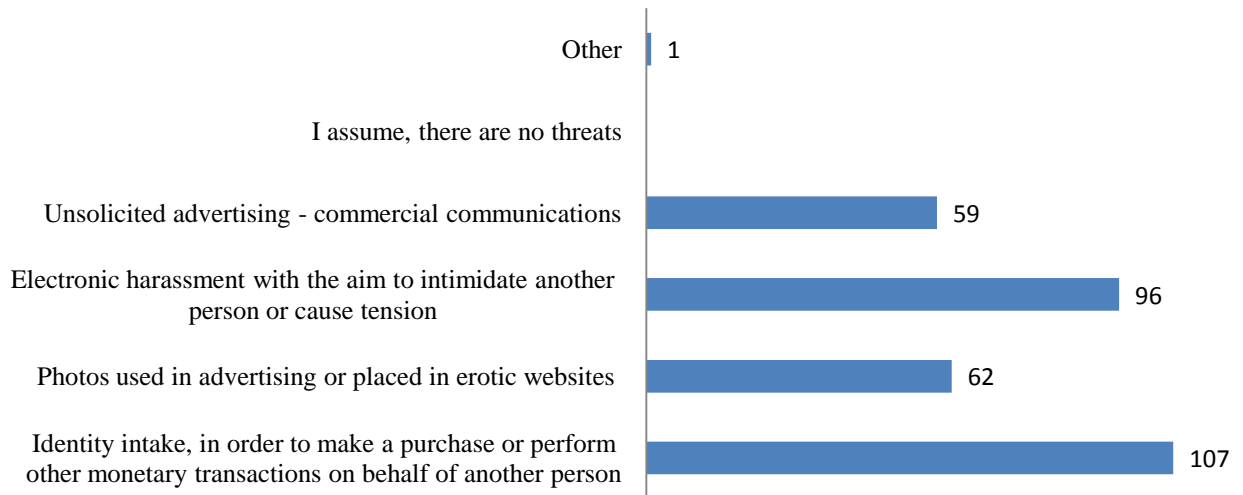 Other 1
I assume, there are no threats
Unsolicited advertising - commercial communications 59
Electronic harassment with the aim to intimidate another
person or cause tension 96
Photos used in advertising or placed in erotic websites 62
Identity intake, in order to make a purchase or perform
other monetary transactions on behalf of another person 107